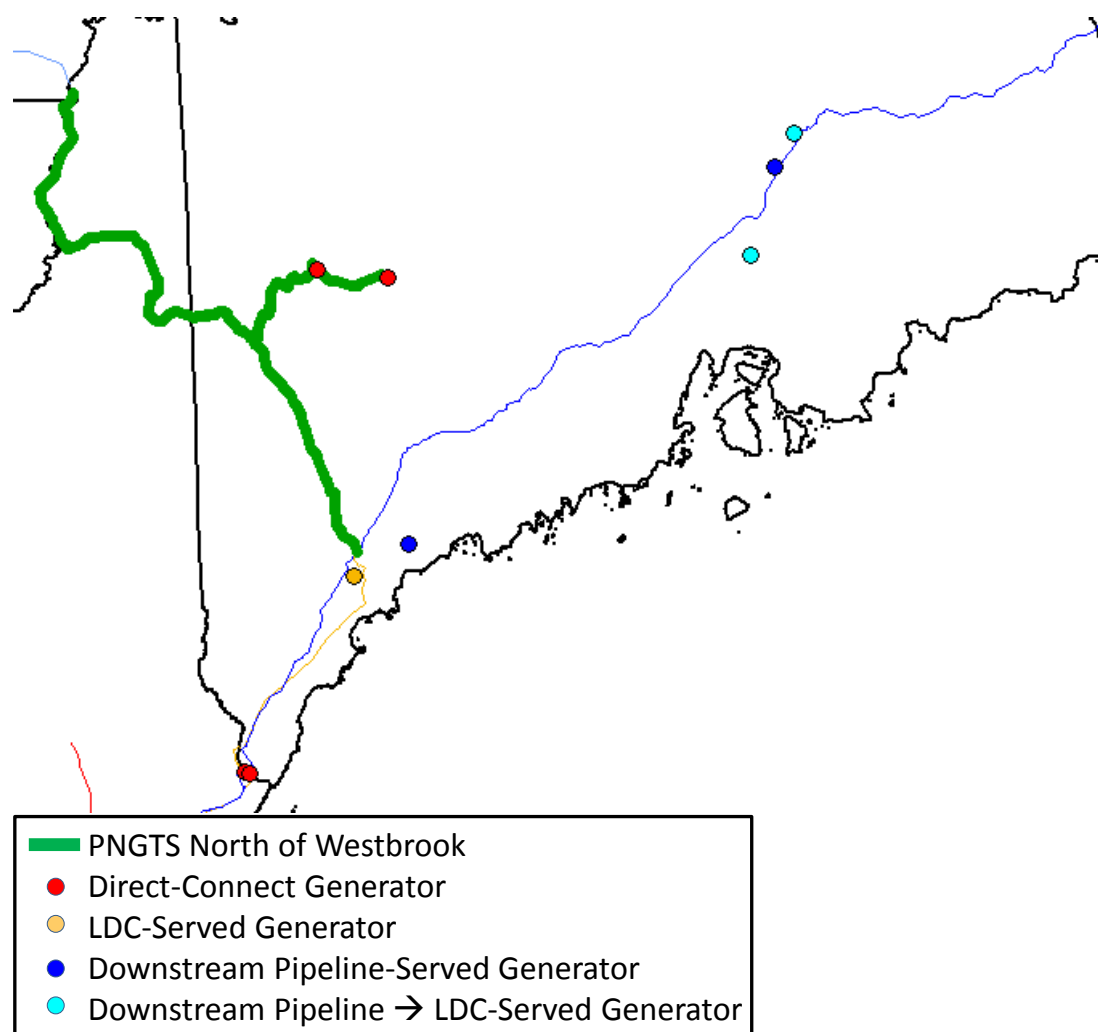 PNGTS North of Westbrook
Direct-Connect Generator
LDC-Served Generator
Downstream Pipeline-Served Generator
Downstream Pipeline → LDC-Served Generator